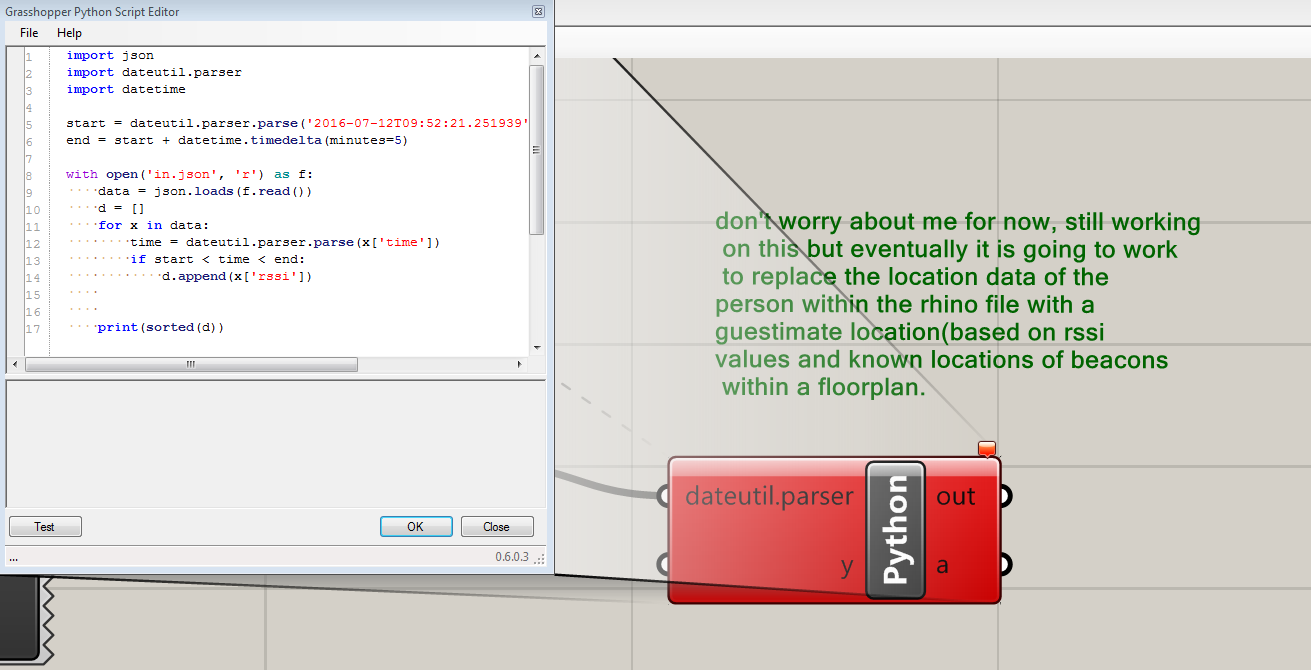 Grasshopper Python Script Editor
File Help
1 import json
2 import dateutil.parser
3 import datetime
4
5 start = dateutil.parser.parse('2016-07-12T09:52:21.251939'
6 end = start + datetime.timedelta(minutes=5)
7
8 with open('in.json', 'r') as f:
9 data = json.loads(f.read())
10 d = []
11 for x in data:
12 time = dateutil.parser.parse(x['time'])
13 if start < time < end:
14 d.append(x['rssi'])
15
16
17 print(sorted(d))
Test OK Close
... 0.6.0.3
don't worry about me for now, still working
on this but eventually it is going to work
to replace the location data of the
person within the rhino file with a
guestimate location(based on rssi
values and known locations of beacons
within a floorplan.
dateutil.parser
y
Python
out
a